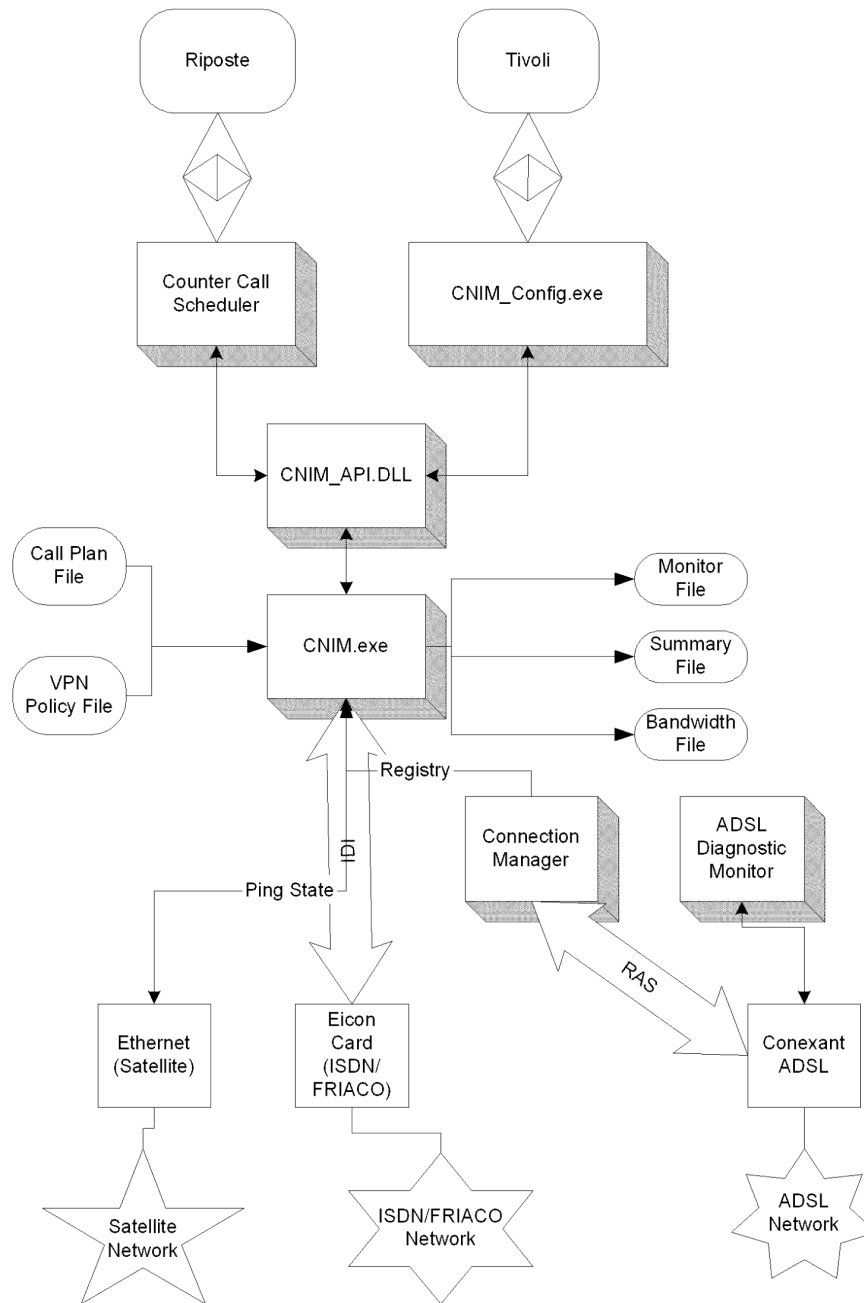 Riposte
Tivoli
Counter Call
Scheduler
CNIM_Config.exe
CNIM_API.DLL
Call Plan
File
Monitor
File
CNIM.exe
Summary
File
VPN
Policy File
Bandwidth
File
Registry
IDI
Connection
Manager
ADSL
Diagnostic
Monitor
Ping State
RAS
Ethernet
(Satellite)
Eicon
Card
(ISDN/
FRIACO)
Conexant
ADSL
Satellite
Network
ISDN/FRIACO
Network
ADSL
Network